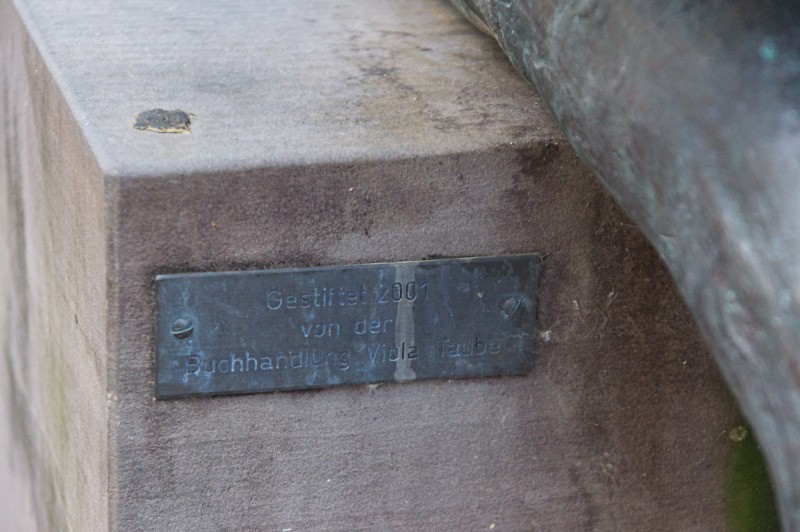 Gestiftet 2001
von der
Buchhandlung Viola Taube